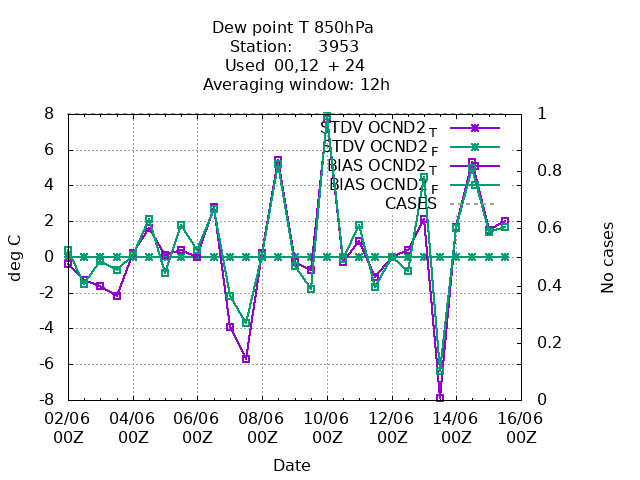 Dew point T 850hPa
Station: 3953
Used 00,12 + 24
Averaging window: 12h
8
6
4
2
0
-2
-4
-6
-8
deg C
1
0.8
0.6
0.4
0.2
0
No cases
STDV OCND2 T
STDV OCND2 F
BIAS OCND2 T
BIAS OCND2 F
CASES
02/06 04/06 06/06 08/06 10/06 12/06 14/06 16/06
00Z 00Z 00Z 00Z 00Z 00Z 00Z 00Z
Date